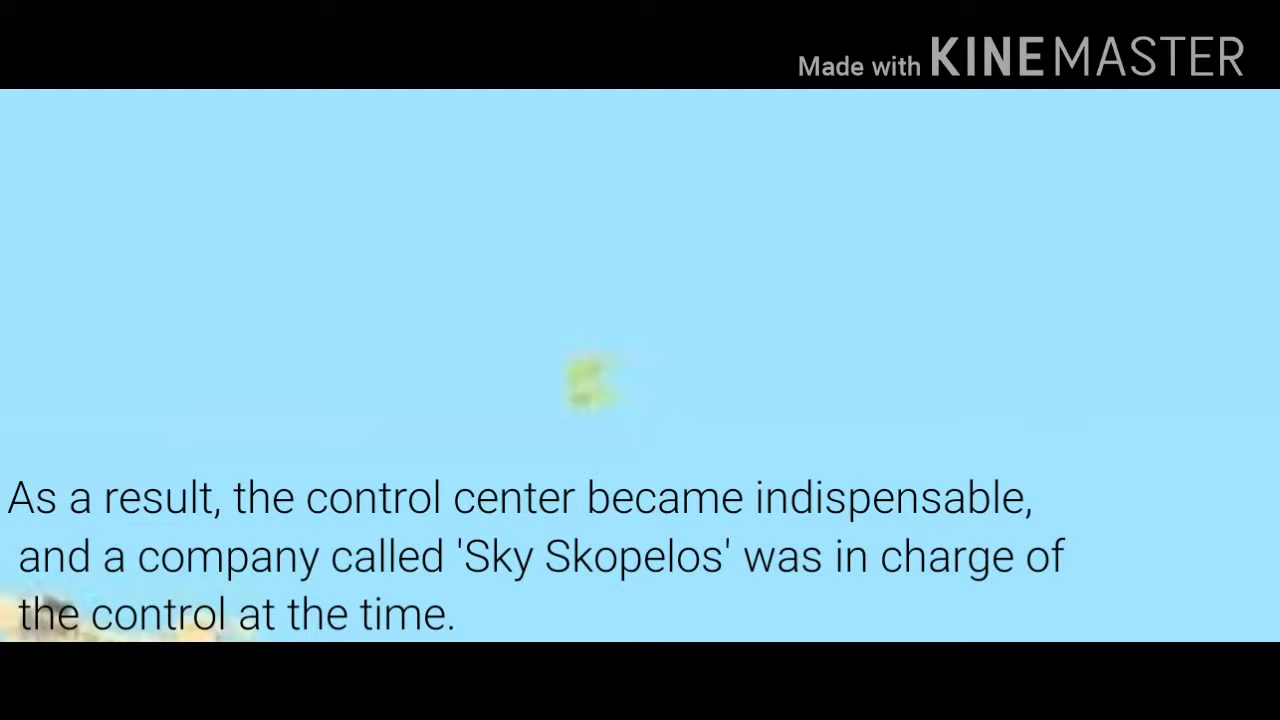 Made with KINEMASTER
As a result, the control center became indispensable,
and a company called 'Sky Skopelos' was in charge of
the control at the time.